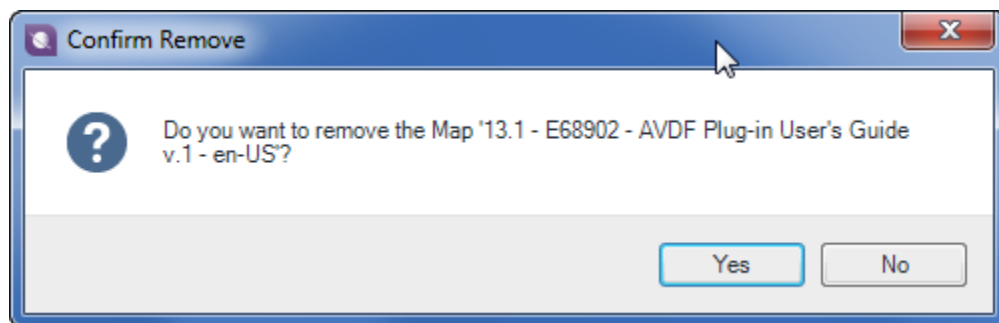 Confirm Remove
Do you want to remove the Map '13.1 - E68902 - AVDF Plug-in User's Guide
v.1 - en-US'?
Yes
No